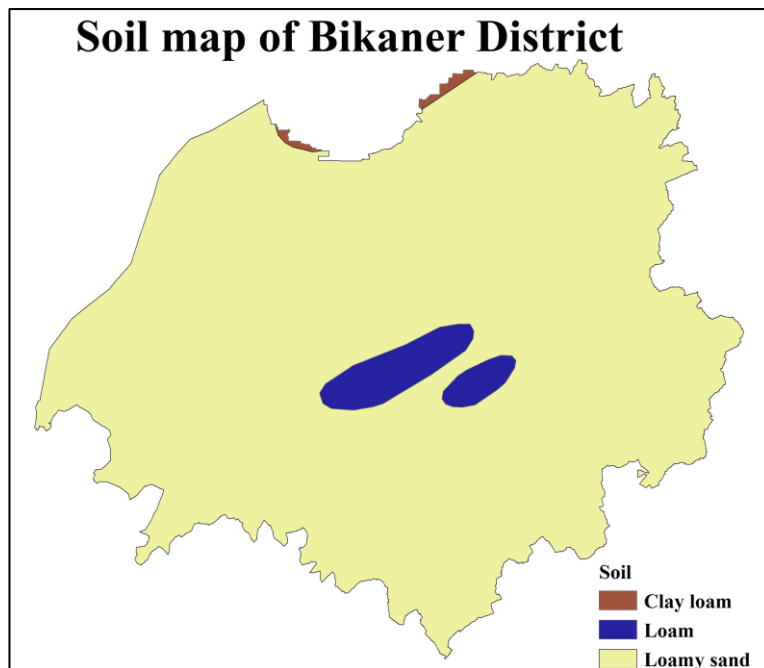 Soil map of Bikaner District
Soil
Clay loam
Loam
Loamy sand